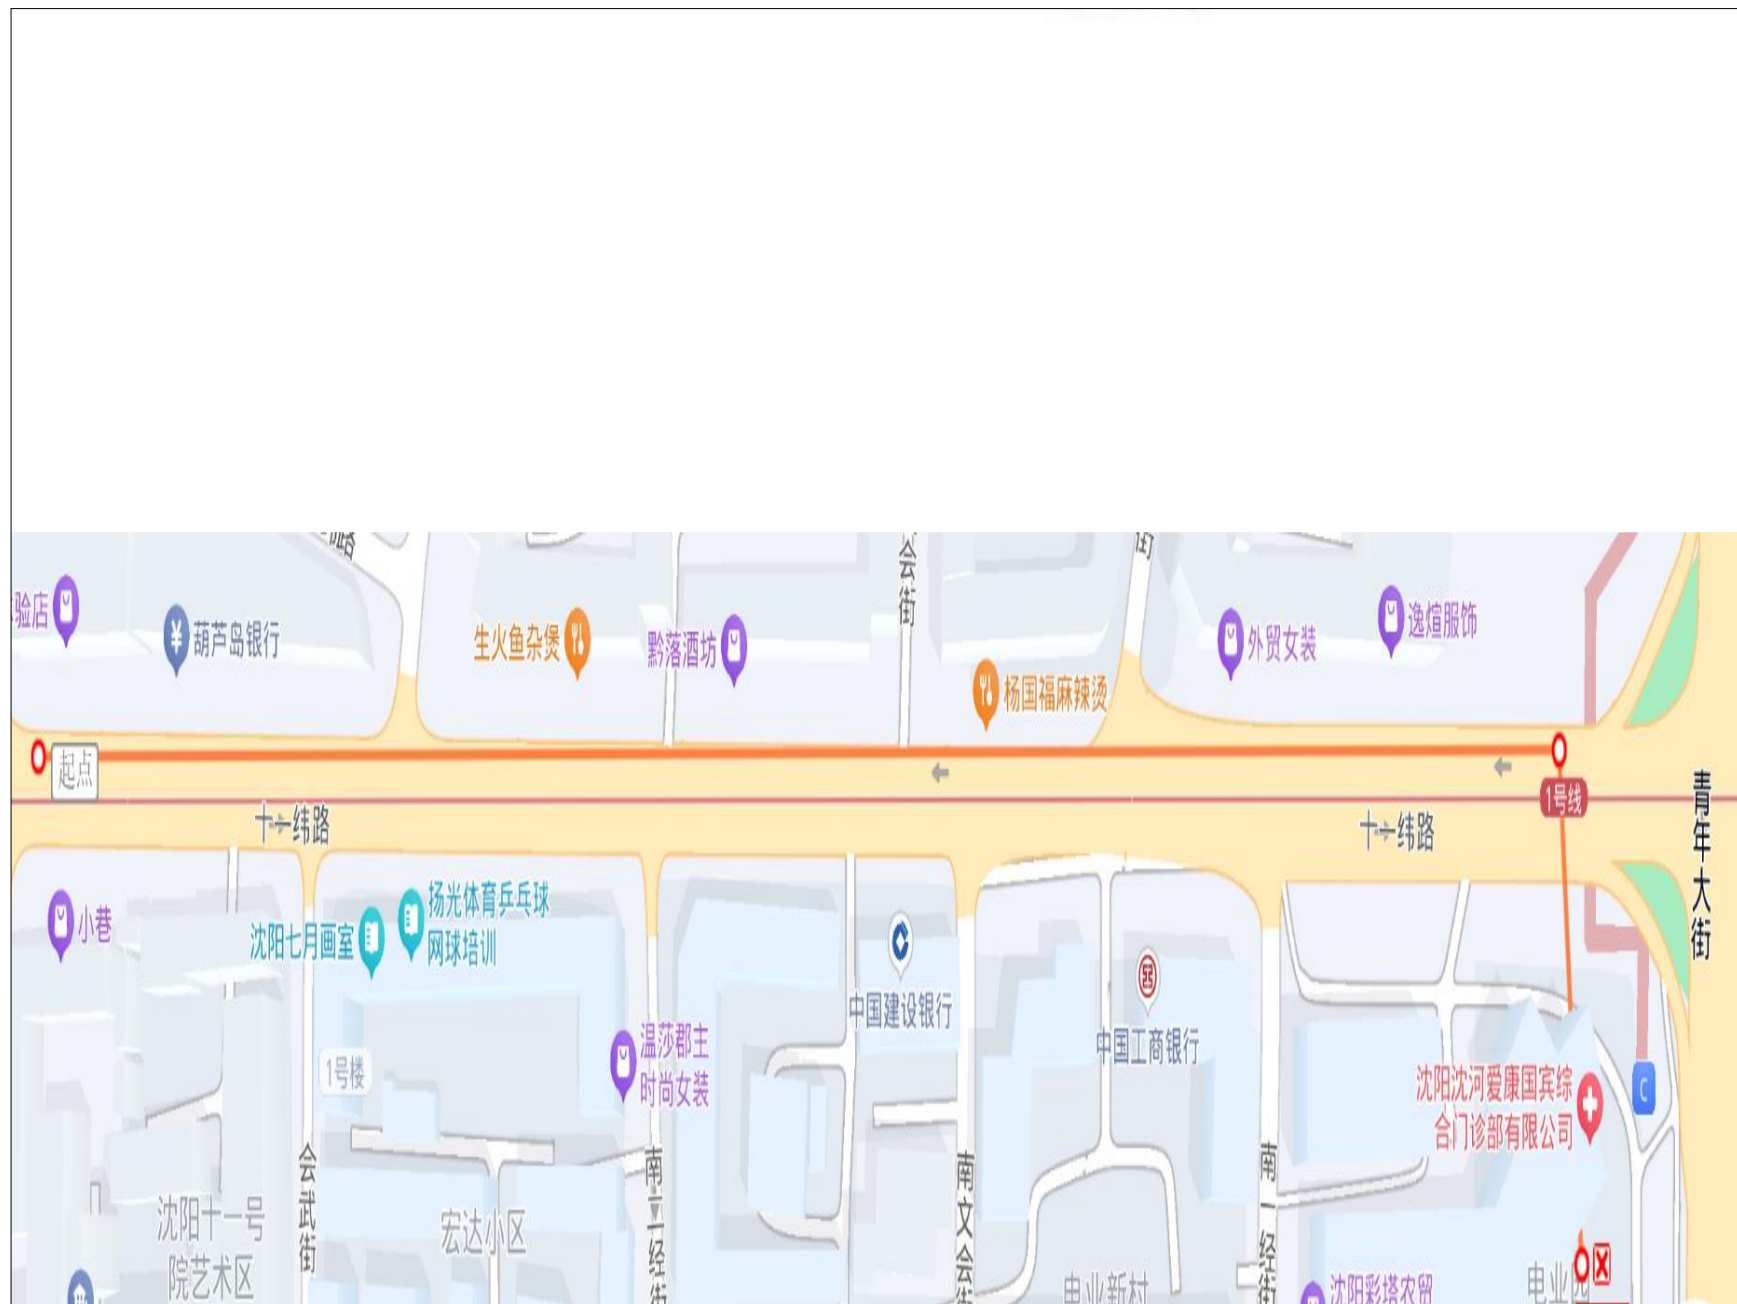 会街
街
验店
葫芦岛银行
生火鱼杂煲
黔落酒坊
外贸女装
逸煊服饰
杨国福麻辣烫
起点
1号线
十一纬路
十一纬路
青年大街
小巷
沈阳七月画室
扬光体育乒乓球
网球培训
中国建设银行
中国工商银行
1号楼
温莎郡主
时尚女装
沈阳沈河爱康国宾综
合门诊部有限公司
C
会武街
南二经街
南文会街
南一经街
沈阳十一号
院艺术区
宏达小区
电业新村
沈阳彩塔农贸
电业园